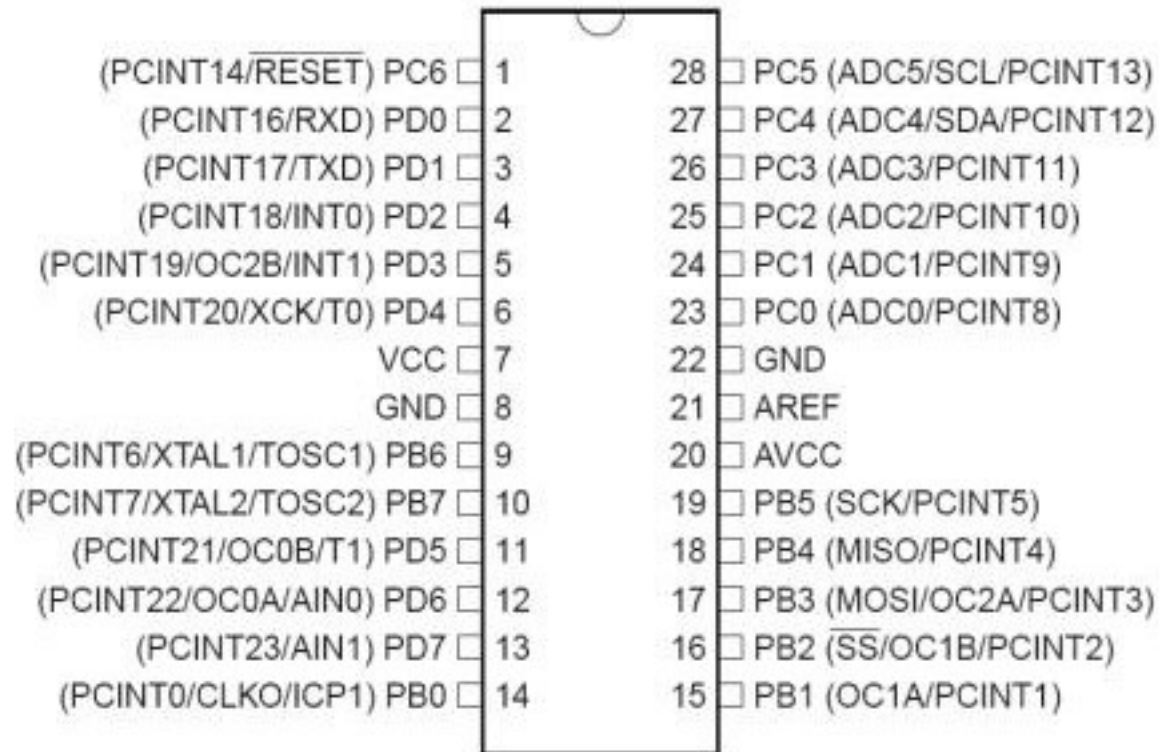 (PCINT14/RESET) PC6 1 28 PC5 (ADC5/SCL/PCINT13)
(PCINT16/RXD) PD0 2 27 PC4 (ADC4/SDA/PCINT12)
(PCINT17/TXD) PD1 3 26 PC3 (ADC3/PCINT11)
(PCINT18/INT0) PD2 4 25 PC2 (ADC2/PCINT10)
(PCINT19/OC2B/INT1) PD3 5 24 PC1 (ADC1/PCINT9)
(PCINT20/XCK/T0) PD4 6 23 PC0 (ADC0/PCINT8)
VCC 7 22 GND
GND 8 21 AREF
(PCINT6/XTAL1/TOSC1) PB6 9 20 AVCC
(PCINT7/XTAL2/TOSC2) PB7 10 19 PB5 (SCK/PCINT5)
(PCINT21/OC0B/T1) PD5 11 18 PB4 (MISO/PCINT4)
(PCINT22/OC0A/AIN0) PD6 12 17 PB3 (MOSI/OC2A/PCINT3)
(PCINT23/AIN1) PD7 13 16 PB2 (SS/OC1B/PCINT2)
(PCINT0/CLKO/ICP1) PB0 14 15 PB1 (OC1A/PCINT1)